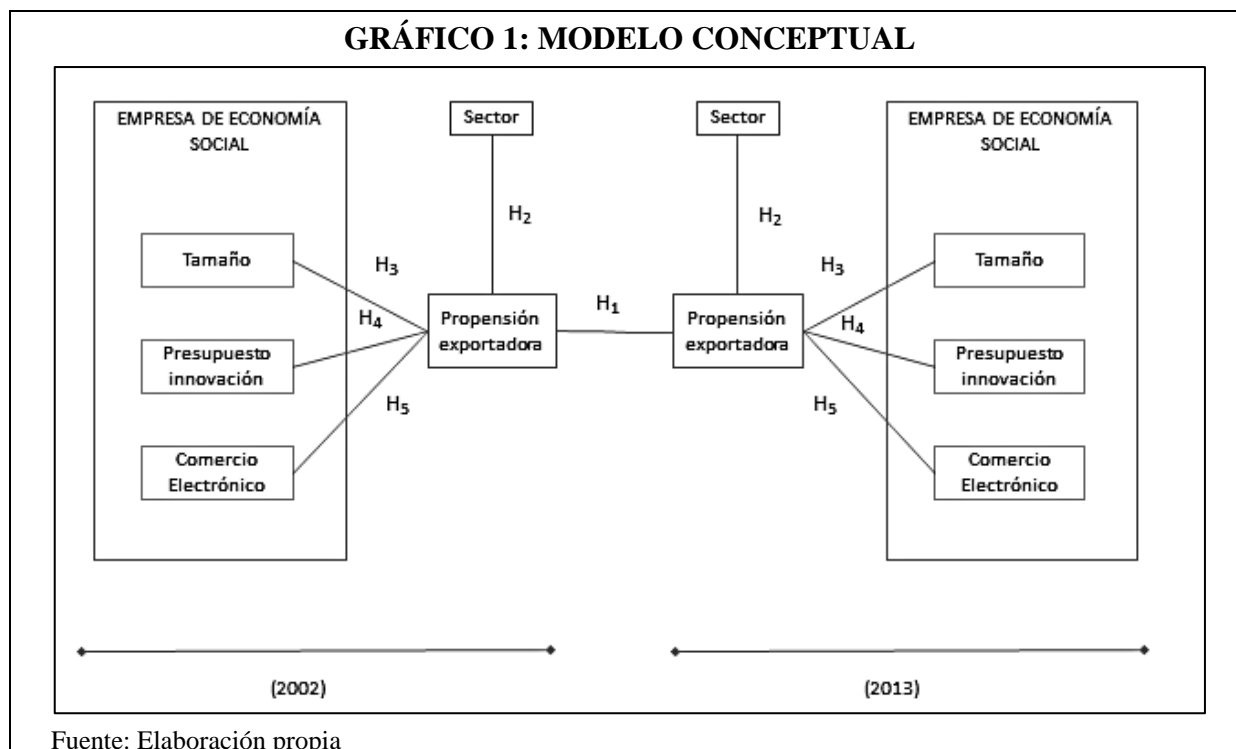 GRÁFICO 1: MODELO CONCEPTUAL
EMPRESA DE ECONOMÍA
SOCIAL
Tamaño
Presupuesto
innovación
Comercio
Electrónico
H3
H4
H5
Sector
H2
Propensión
exportadora
H1
Sector
H2
Propensión
exportadora
H3
H4
H5
EMPRESA DE ECONOMÍA
SOCIAL
Tamaño
Presupuesto
innovación
Comercio
Electrónico
(2002)
(2013)
Fuente: Elaboración propia